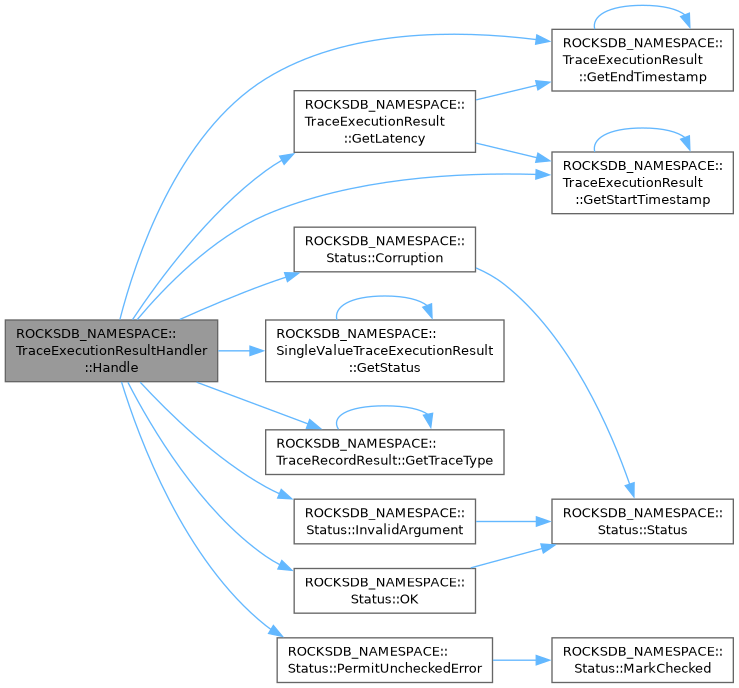 ROCKSDB_NAMESPACE::
TraceExecutionResultHandler
::Handle
ROCKSDB_NAMESPACE::
TraceExecutionResult
::GetEndTimestamp
ROCKSDB_NAMESPACE::
TraceExecutionResult
::GetLatency
ROCKSDB_NAMESPACE::
TraceExecutionResult
::GetStartTimestamp
ROCKSDB_NAMESPACE::
Status::Corruption
ROCKSDB_NAMESPACE::
SingleValueTraceExecutionResult
::GetStatus
ROCKSDB_NAMESPACE::
TraceRecordResult::GetTraceType
ROCKSDB_NAMESPACE::
Status::InvalidArgument
ROCKSDB_NAMESPACE::
Status::Status
ROCKSDB_NAMESPACE::
Status::OK
ROCKSDB_NAMESPACE::
Status::PermitUncheckedError
ROCKSDB_NAMESPACE::
Status::MarkChecked